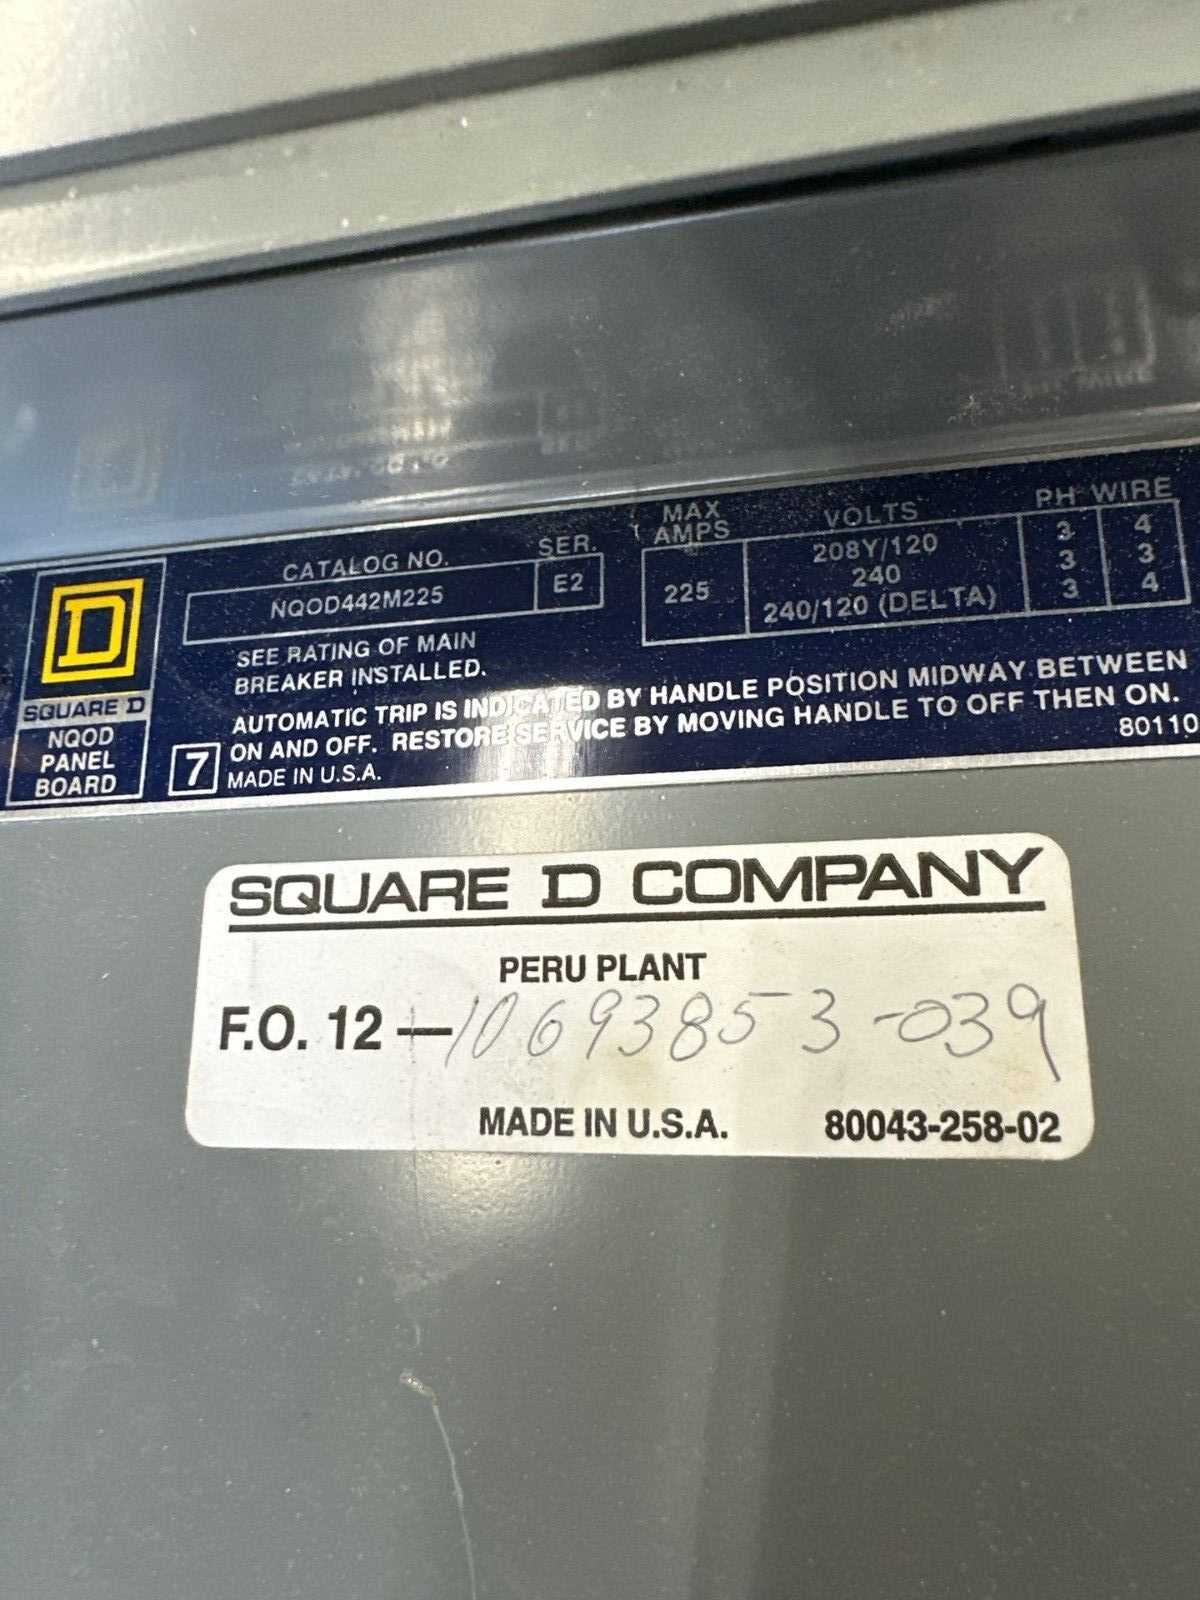 MAX
AMPS VOLTS PH WIRE
CATALOG NO. SER.
NQOD442M225 E2
225
208Y/120 3 4
240 3 3
240/120 (DELTA) 3 4
D
SQUARE D
NQOD
PANEL
BOARD
SEE RATING OF MAIN
BREAKER INSTALLED.
AUTOMATIC TRIP IS INDICATED BY HANDLE POSITION MIDWAY BETWEEN
ON AND OFF. RESTORE SERVICE BY MOVING HANDLE TO OFF THEN ON.
7 MADE IN U.S.A. 80110
SQUARE D COMPANY
PERU PLANT
F.O. 12 — 10693853-039
MADE IN U.S.A. 80043-258-02